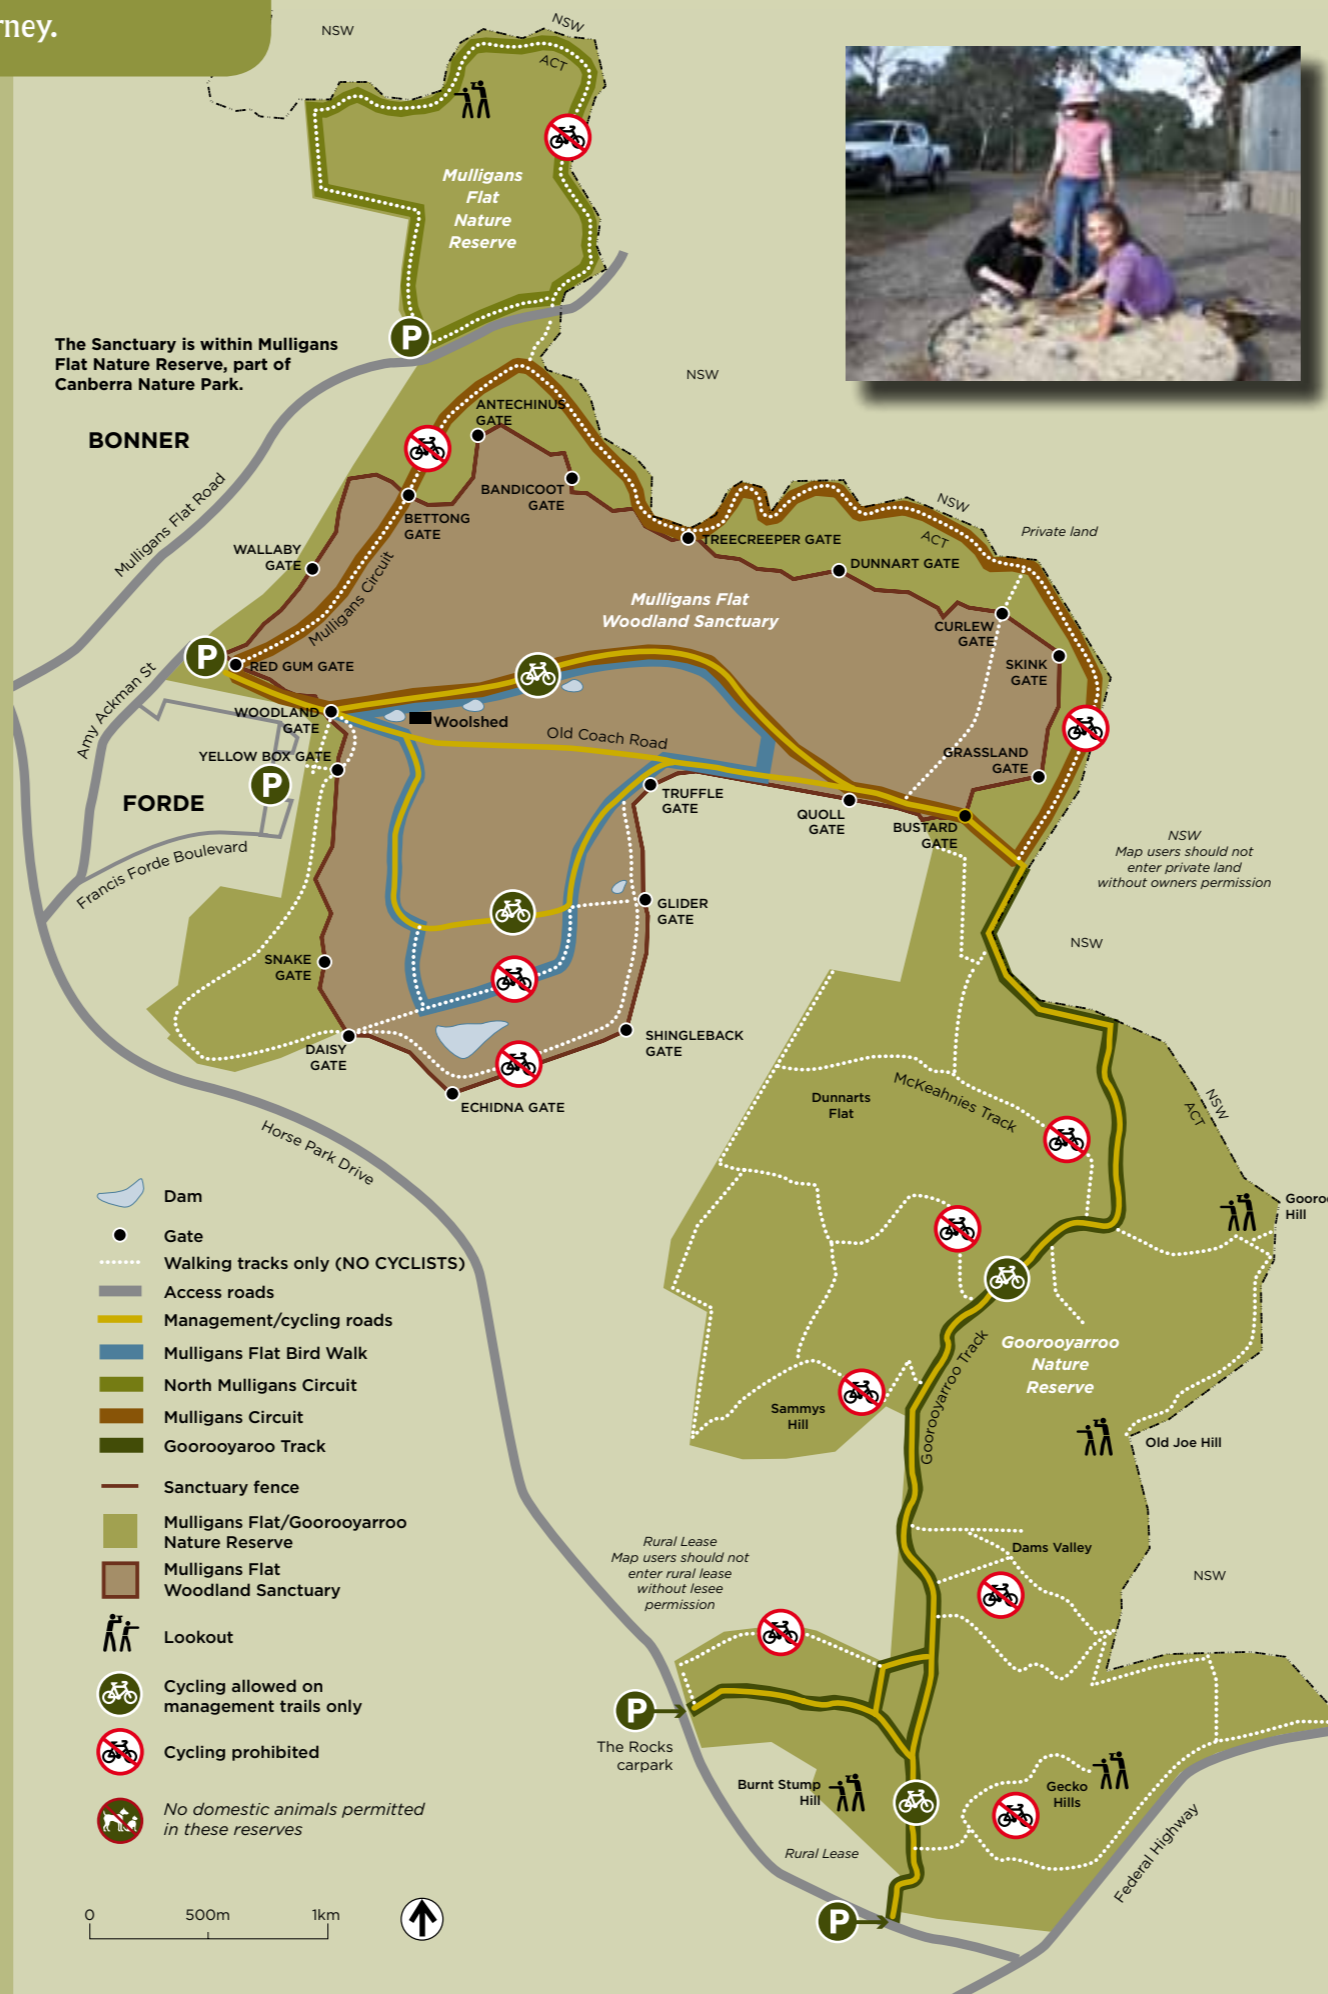 rney.
NSW
NSW
ACT
Mulligans
Flat
Nature
Reserve
P
The Sanctuary is within Mulligans
Flat Nature Reserve, part of
Canberra Nature Park.
NSW
BONNER
Mulligans Flat Road
ANTECHINUS
GATE
BANDICOOT
GATE
BETTONG
GATE
WALLABY
GATE
Mulligans Circuit
TREECREEPER GATE
NSW
ACT
Private land
DUNNART GATE
Mulligans Flat
Woodland Sanctuary
CURLEW
GATE
SKINK
GATE
P
RED GUM GATE
Amy Ackman St
WOODLAND
GATE
Woolshed
Old Coach Road
YELLOW BOX GATE
P
FORDE
Francis Forde Boulevard
GRASSLAND
GATE
TRUFFLE
GATE
QUOLL
GATE
BUSTARD
GATE
NSW
Map users should not
enter private land
without owners permission
GLIDER
GATE
NSW
SNAKE
GATE
DAISY
GATE
SHINGLEBACK
GATE
ECHIDNA GATE
Horse Park Drive
Dunnarts
Flat
McKeahnies Track
NSW
ACT
Gooroo
Hill
Goorooyarroo
Nature
Reserve
Goorooyarroo Track
Sammys
Hill
Old Joe Hill
Dam
Gate
Walking tracks only (NO CYCLISTS)
Access roads
Management/cycling roads
Mulligans Flat Bird Walk
North Mulligans Circuit
Mulligans Circuit
Goorooyaroo Track
Sanctuary fence
Mulligans Flat/Goorooyarroo
Nature Reserve
Mulligans Flat
Woodland Sanctuary
Lookout
Cycling allowed on
management trails only
Cycling prohibited
No domestic animals permitted
in these reserves
0 500m 1km
Rural Lease
Map users should not
enter rural lease
without lesee
permission
Dams Valley
NSW
P
The Rocks
carpark
Burnt Stump
Hill
Gecko
Hills
Rural Lease
Federal Highway
P